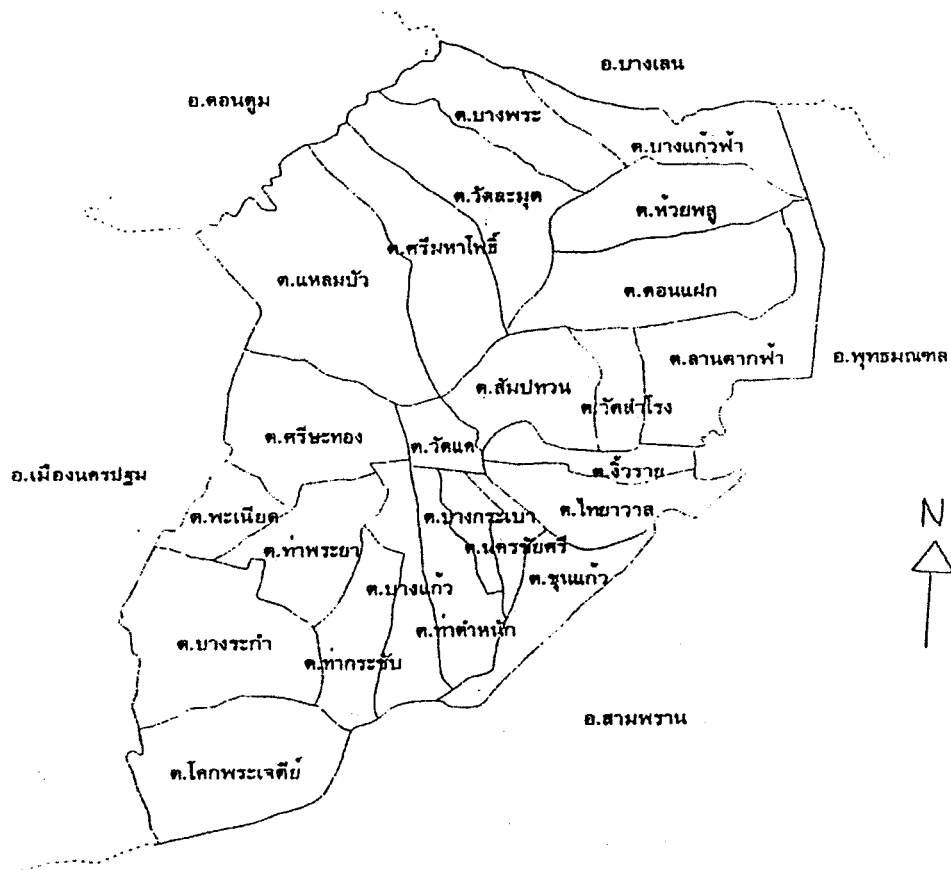 อ.บางเลน
อ.ดอนตูม
ต.บางพระ
ต.บางแก้วฟ้า
ต.วัดละมุด
ต.ห้วยพลู
ต.ศรีมหาโพธิ์
ต.แหลมบัว
ต.ดอนแฝก
ต.ลานตากฟ้า
อ.พุทธมณฑล
ต.สัมปทวน
ต.วัดสำโรง
ต.ศรีษะทอง
ต.วัดแค
อ.เมืองนครปฐม
ต.งิ้วราย
ต.พะเนียด
ต.บางกระเบา
ต.ไทยาวาส
N
ต.ท่าพระยา
ต.นครชัยศรี
ต.บางแก้ว
ต.ขุนแก้ว
ต.บางระกำ
ต.ท่าตำหนัก
ต.ท่ากระชับ
อ.สามพราน
ต.โคกพระเจดีย์